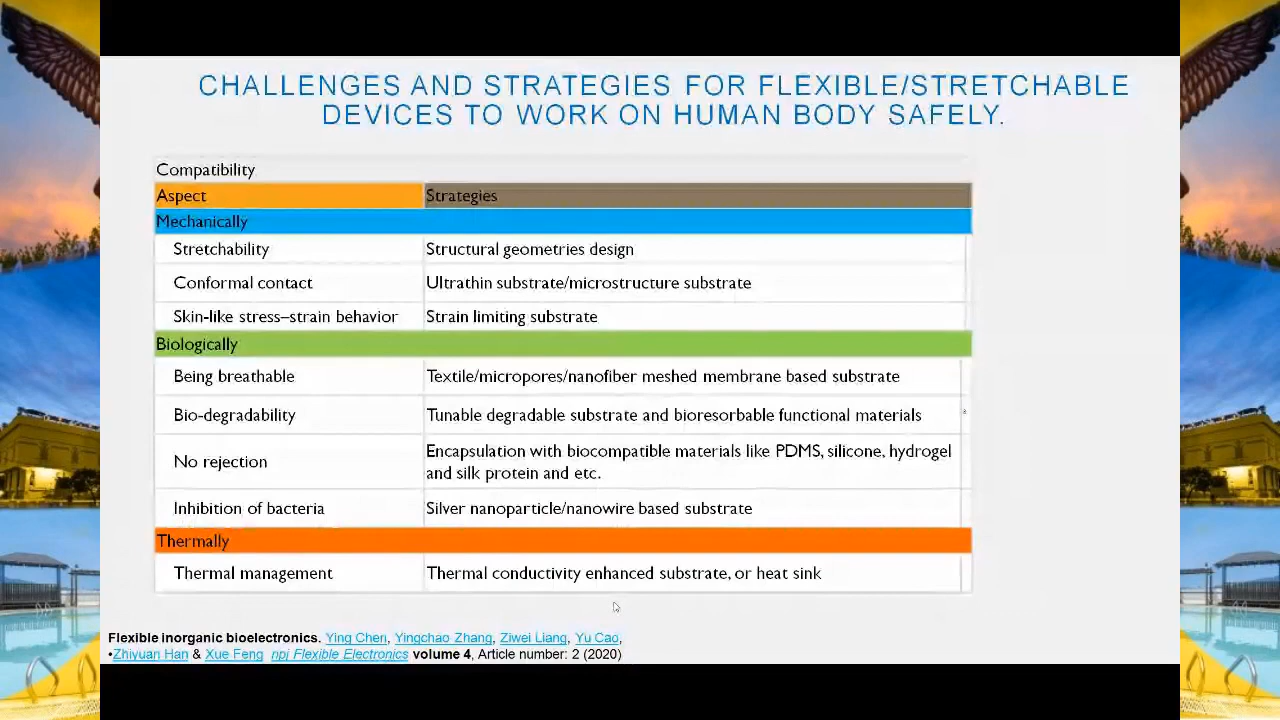 CHALLENGES AND STRATEGIES FOR FLEXIBLE/STRETCHABLE
DEVICES TO WORK ON HUMAN BODY SAFELY.
Compatibility
Aspect Strategies
Mechanically
Stretchability Structural geometries design
Conformal contact Ultrathin substrate/microstructure substrate
Skin-like stress–strain behavior Strain limiting substrate
Biologically
Being breathable Textile/micropores/nanofiber meshed membrane based substrate
Bio-degradability Tunable degradable substrate and bioresorbable functional materials
No rejection Encapsulation with biocompatible materials like PDMS, silicone, hydrogel
and silk protein and etc.
Inhibition of bacteria Silver nanoparticle/nanowire based substrate
Thermally
Thermal management Thermal conductivity enhanced substrate, or heat sink
Flexible inorganic bioelectronics. Ying Chen, Yingchao Zhang, Ziwei Liang, Yu Cao,
•Zhiyuan Han & Xue Feng npj Flexible Electronics volume 4, Article number: 2 (2020)